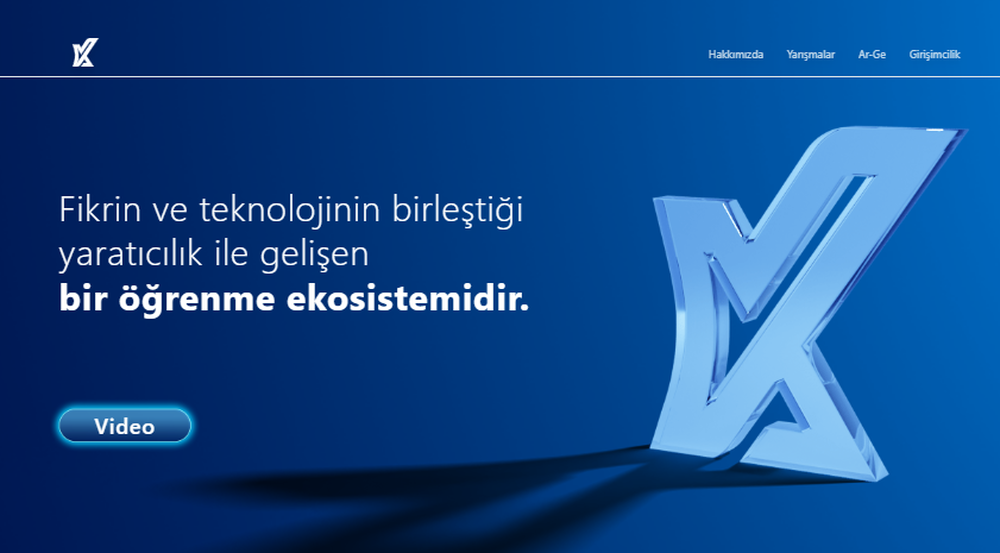 Hakkımızda Yarışmalar Ar-Ge Girişimcilik
Fikrin ve teknolojinin birleştiği
yaratıcılık ile gelişen
bir öğrenme ekosistemidir.
Video